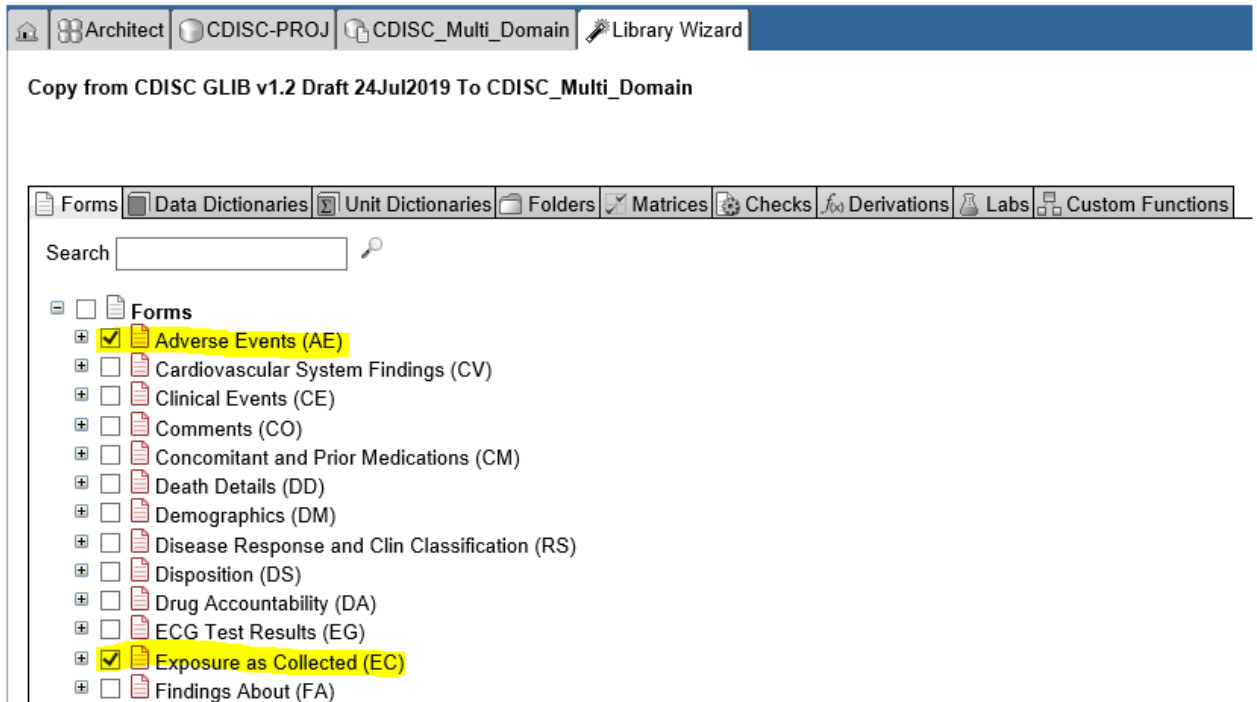 Architect CDISC-PROJ CDISC_Multi_Domain Library Wizard
Copy from CDISC GLIB v1.2 Draft 24Jul2019 To CDISC_Multi_Domain
Forms Data Dictionaries Unit Dictionaries Folders Matrices Checks f(x) Derivations Labs Custom Functions
Search
Forms
Adverse Events (AE)
Cardiovascular System Findings (CV)
Clinical Events (CE)
Comments (CO)
Concomitant and Prior Medications (CM)
Death Details (DD)
Demographics (DM)
Disease Response and Clin Classification (RS)
Disposition (DS)
Drug Accountability (DA)
ECG Test Results (EG)
Exposure as Collected (EC)
Findings About (FA)